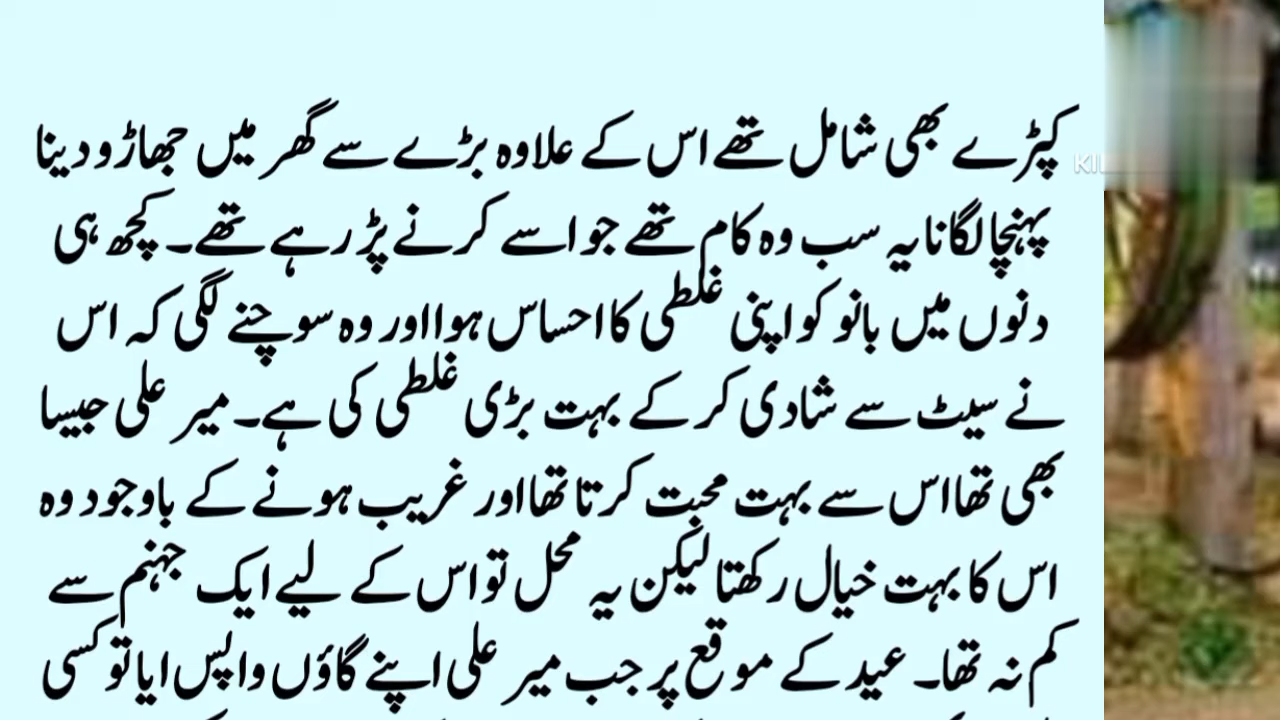 کپڑے بھی شامل تھے اس کے علاوہ بڑے سے گھر میں جھاڑو دینا
پہنچا لگانا یہ سب وہ کام تھے جو اسے کرنے پڑ رہے تھے۔ کچھ ہی
دنوں میں بانو کو اپنی غلطی کا احساس ہوا اور وہ سوچنے لگی کہ اس
نے سیٹ سے شادی کر کے بہت بڑی غلطی کی ہے۔ میر علی جیسا
بھی تھا اس سے بہت محبت کرتا تھا اور غریب ہونے کے باوجود وہ
اس کا بہت خیال رکھتا لیکن یہ محل تو اس کے لیے ایک جہنم سے
کم نہ تھا۔ عید کے موقع پر جب میر علی اپنے گاؤں واپس ایا تو کسی